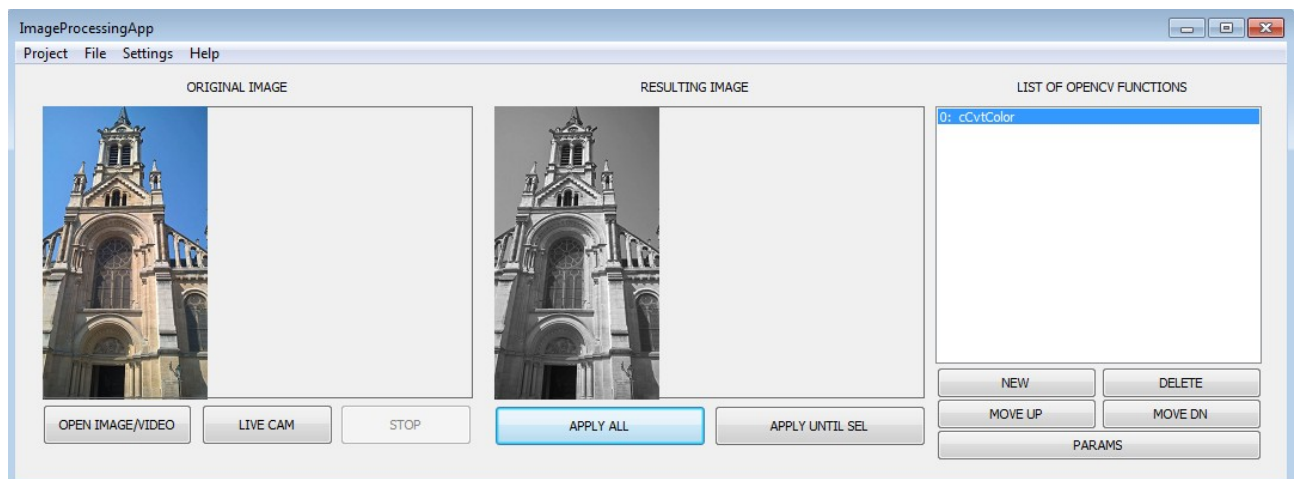 ImageProcessingApp
Project File Settings Help
ORIGINAL IMAGE
RESULTING IMAGE
LIST OF OPENCV FUNCTIONS
0: cCvtColor
NEW
DELETE
MOVE UP
MOVE DN
PARAMS
OPEN IMAGE/VIDEO
LIVE CAM
STOP
APPLY ALL
APPLY UNTIL SEL